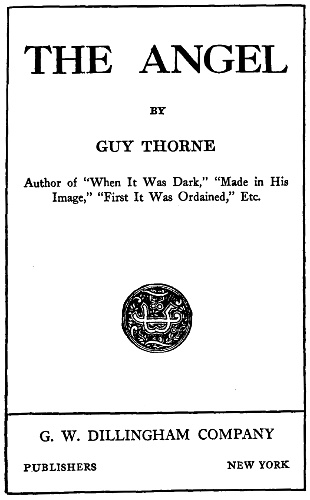 THE ANGEL
BY
GUY THORNE
Author of "When It Was Dark," "Made in His
Image," "First It Was Ordained," Etc.
G. W. DILLINGHAM COMPANY
PUBLISHERS NEW YORK